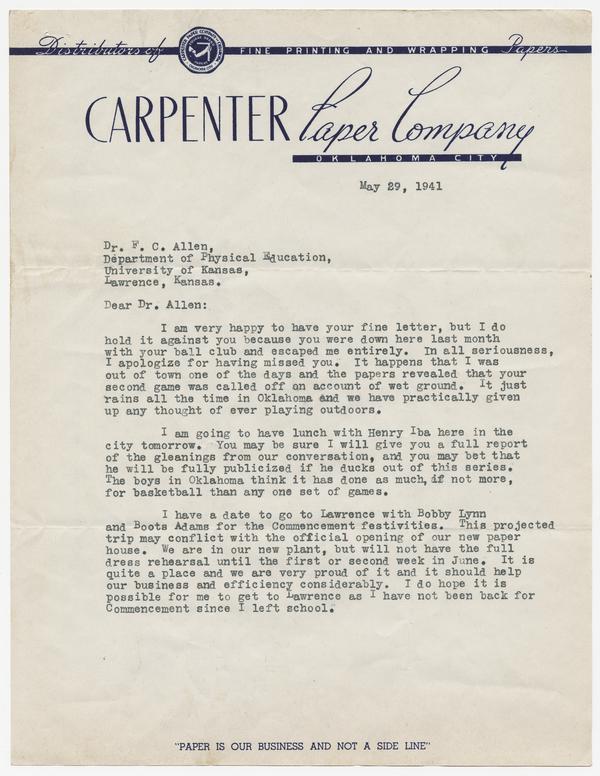 Distributors of FINE PRINTING AND WRAPPING Papers
CARPENTER Paper Company
OKLAHOMA CITY
May 29, 1941
Dr. F. C. Allen,
Department of Physical Education,
University of Kansas,
Lawrence, Kansas.
Dear Dr. Allen:
I am very happy to have your fine letter, but I do
hold it against you because you were down here last month
with your ball club and escaped me entirely. In all seriousness,
I apologize for having missed you. It happens that I was
out of town one of the days and the papers revealed that your
second game was called off on account of wet ground. It just
rains all the time in Oklahoma and we have practically given
up any thought of ever playing outdoors.
I am going to have lunch with Henry Iba here in the
city tomorrow. You may be sure I will give you a full report
of the gleanings from our conversation, and you may bet that
he will be fully publicized if he ducks out of this series.
The boys in Oklahoma think it has done as much, if not more,
for basketball than any one set of games.
I have a date to go to Lawrence with Bobby Lynn
and Boots Adams for the Commencement festivities. This projected
trip may conflict with the official opening of our new paper
house. We are in our new plant, but will not have the full
dress rehearsal until the first or second week in June. It is
quite a place and we are very proud of it and it should help
our business and efficiency considerably. I do hope it is
possible for me to get to Lawrence as I have not been back for
Commencement since I left school.
"PAPER IS OUR BUSINESS AND NOT A SIDE LINE"